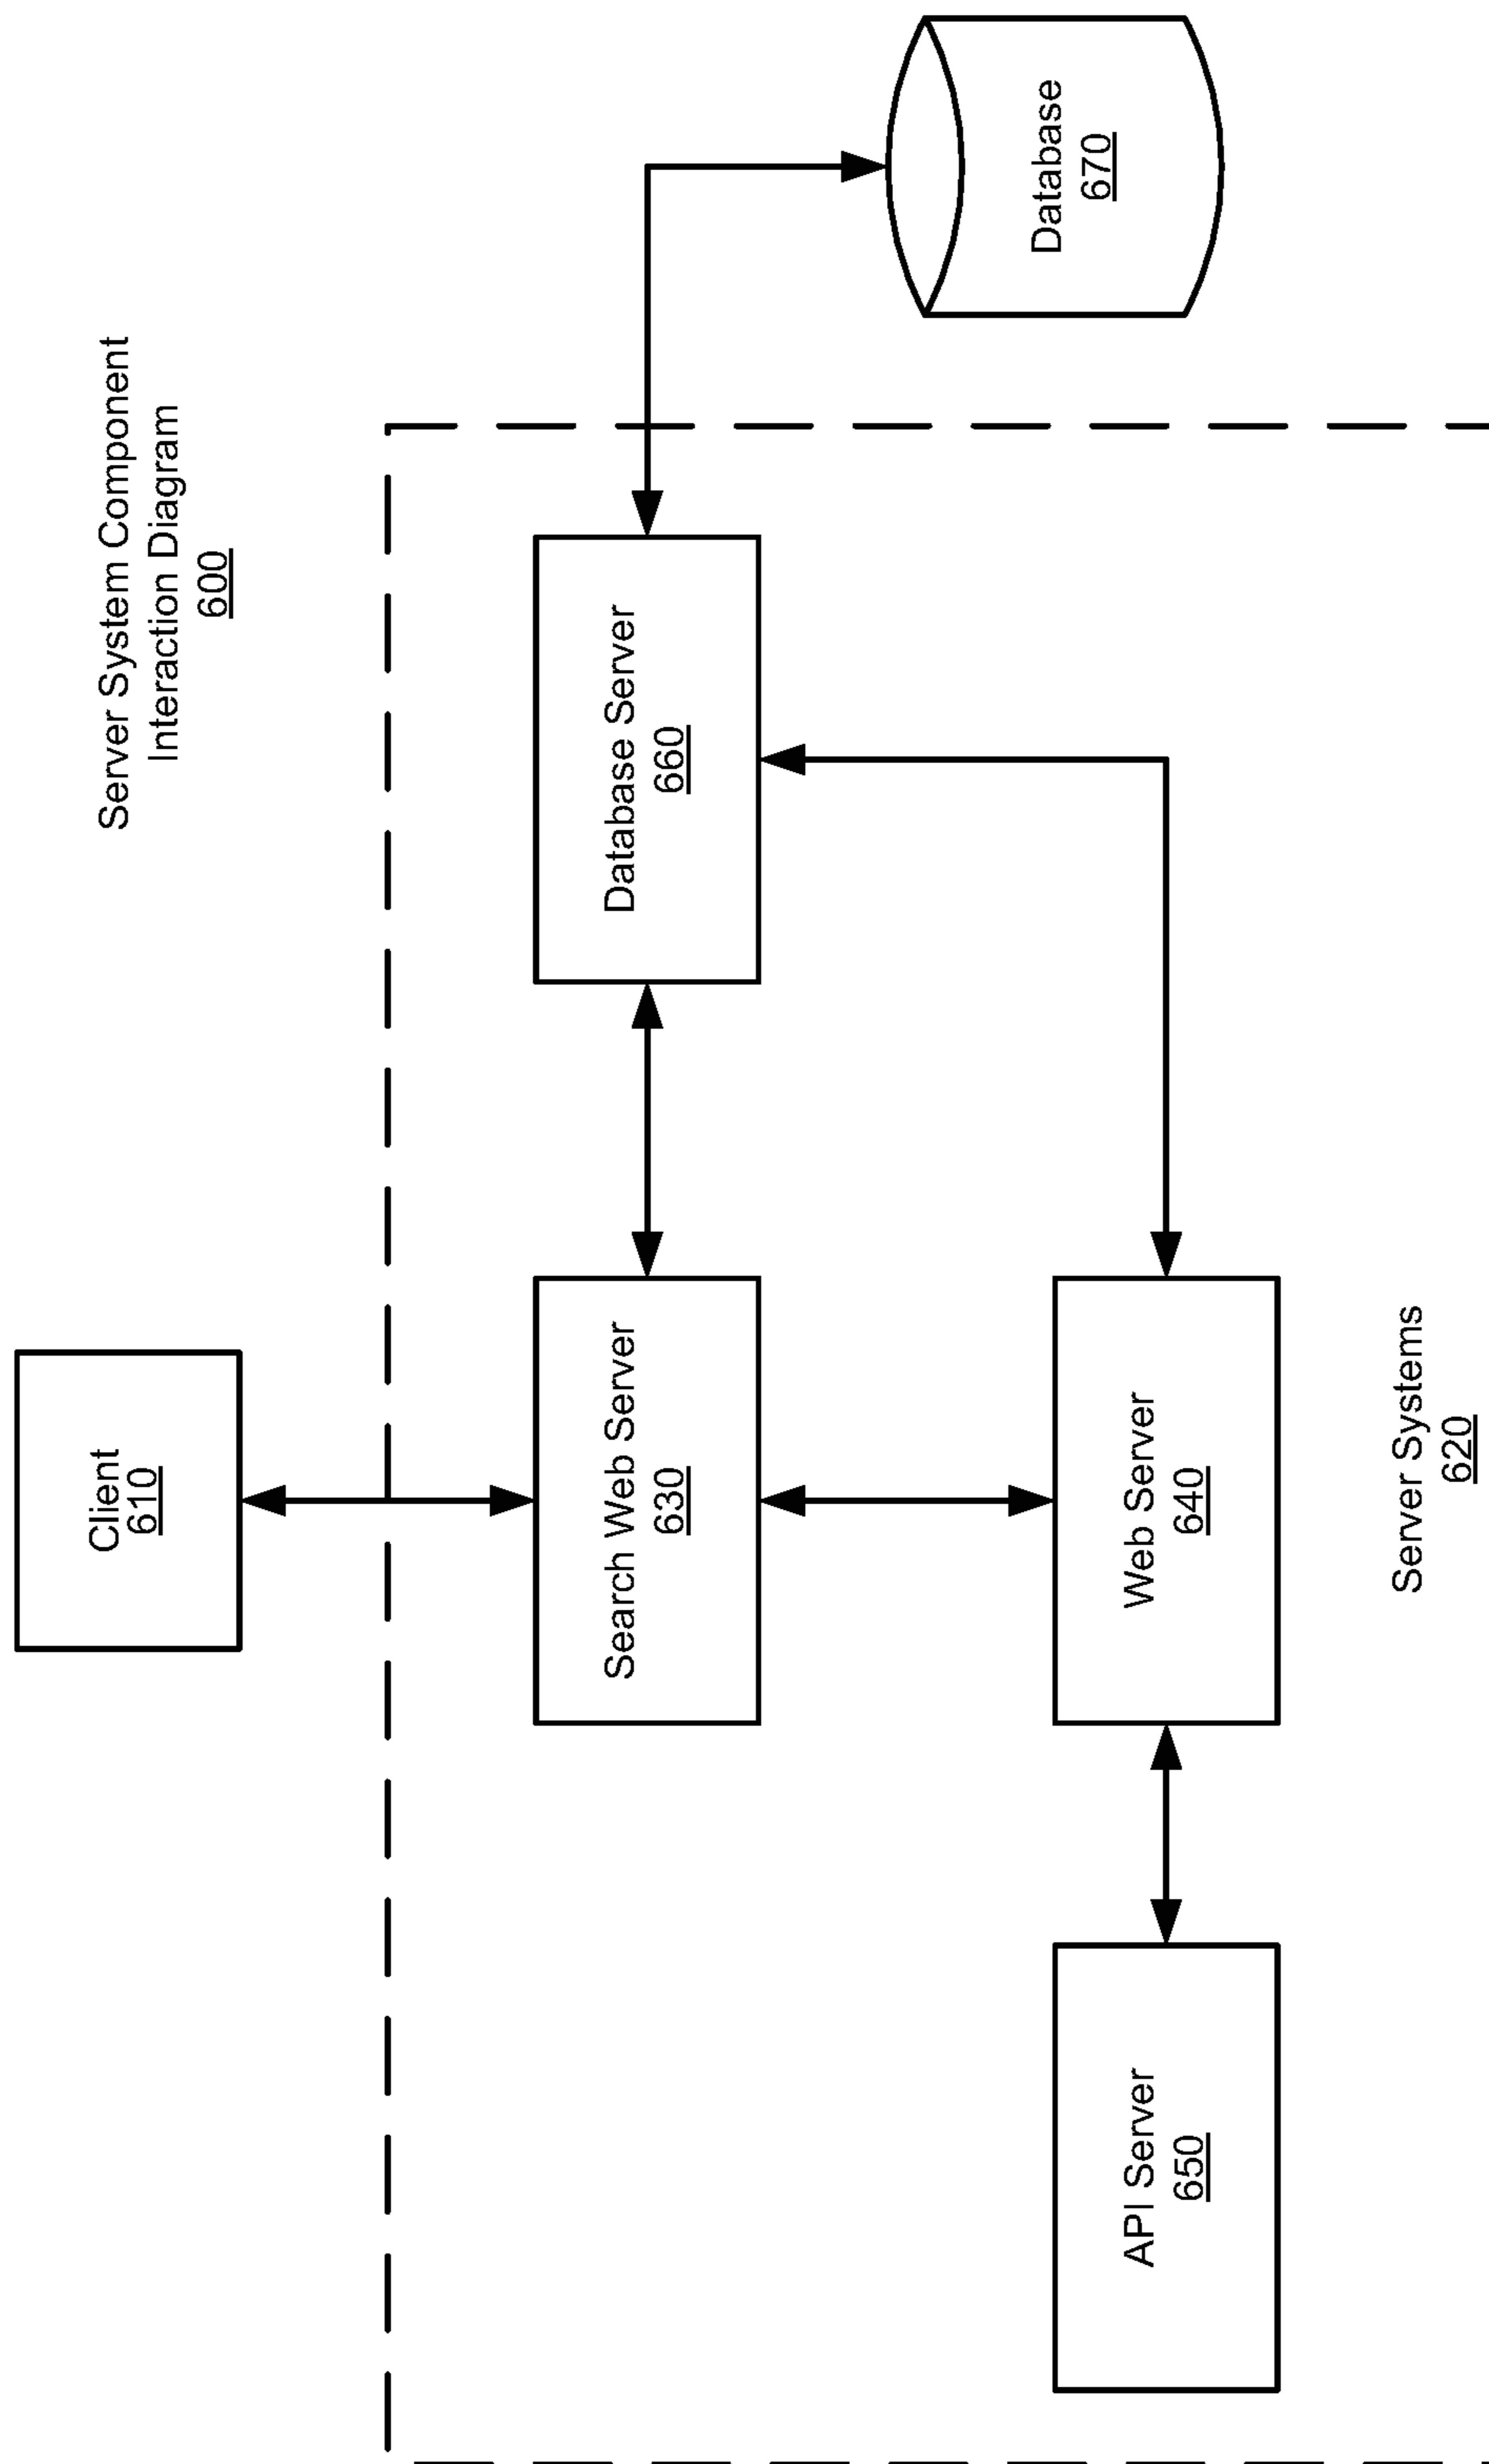 Server System Component
Interaction Diagram
600
Client
610
Search Web Server
630
Database Server
660
Database
670
API Server
650
Web Server
640
Server Systems
620